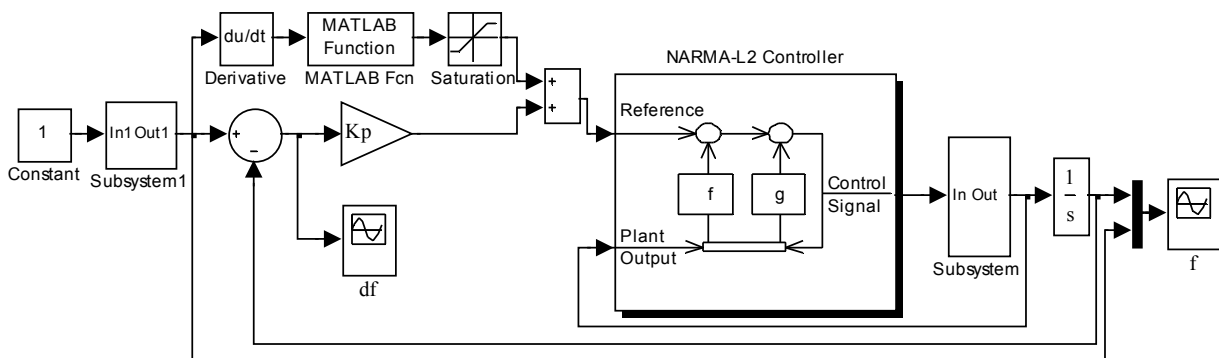 du/dt
Derivative
MATLAB
Function
MATLAB Fcn
Saturation
+
+
NARMA-L2 Controller
1
Constant
In1 Out1
Subsystem1
+
-
Kp
df
Reference
f
g
Control
Signal
Plant
Output
In Out
Subsystem
1
s
f